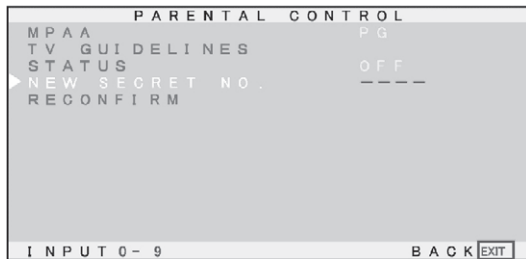 PARENTAL CONTROL
MPAA PG
TV GUIDELINES
STATUS OFF
NEW SECRET NO. ----
RECONFIRM
INPUT 0-9 BACK EXIT